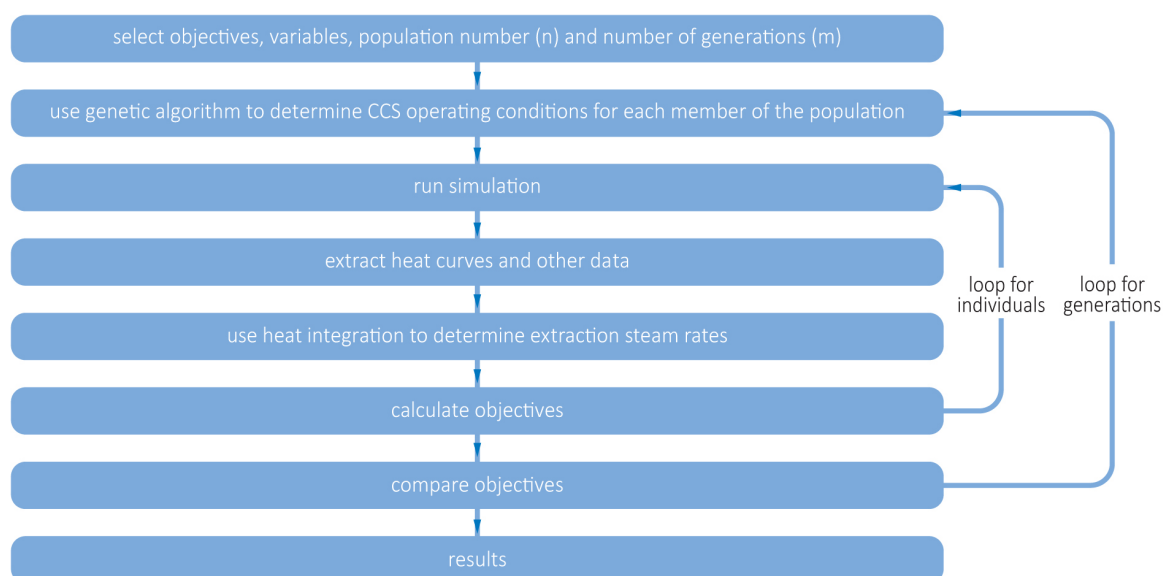 select objectives, variables, population number (n) and number of generations (m)
use genetic algorithm to determine CCS operating conditions for each member of the population
run simulation
extract heat curves and other data
use heat integration to determine extraction steam rates
calculate objectives
compare objectives
results
loop for
individuals
loop for
generations